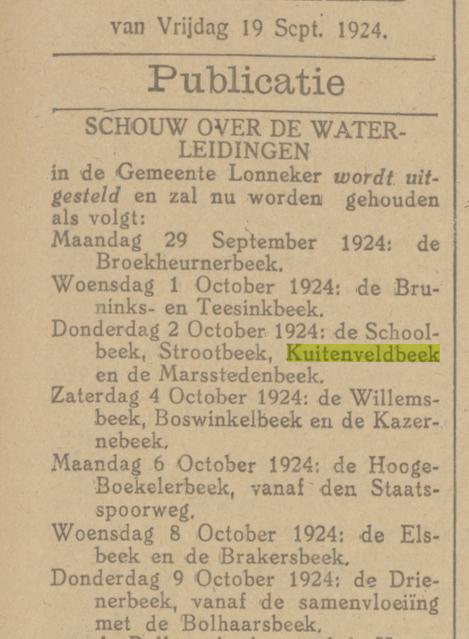 van Vrijdag 19 Sept. 1924.
Publicatie
SCHOUW OVER DE WATER-
LEIDINGEN
in de Gemeente Lonneker wordt uit-
gesteld en zal nu worden gehouden
als volgt:
Maandag 29 September 1924: de
Broekheurnerbeek.
Woensdag 1 October 1924: de Bru-
ninks- en Teesinkbeek.
Donderdag 2 October 1924: de School-
beek, Strootbeek, Kuitenveldbeek
en de Marsstedenbeek.
Zaterdag 4 October 1924: de Willems-
beek, Boswinkelbeek en de Kazer-
nebeek.
Maandag 6 October 1924: de Hooge-
Boekelerbeek, vanaf den Staats-
spoorweg.
Woensdag 8 October 1924: de Els-
beek en de Brakersbeek.
Donderdag 9 October 1924: de Drie-
nerbeek, vanaf de samenvloeiïng
met de Bolhaarsbeek.